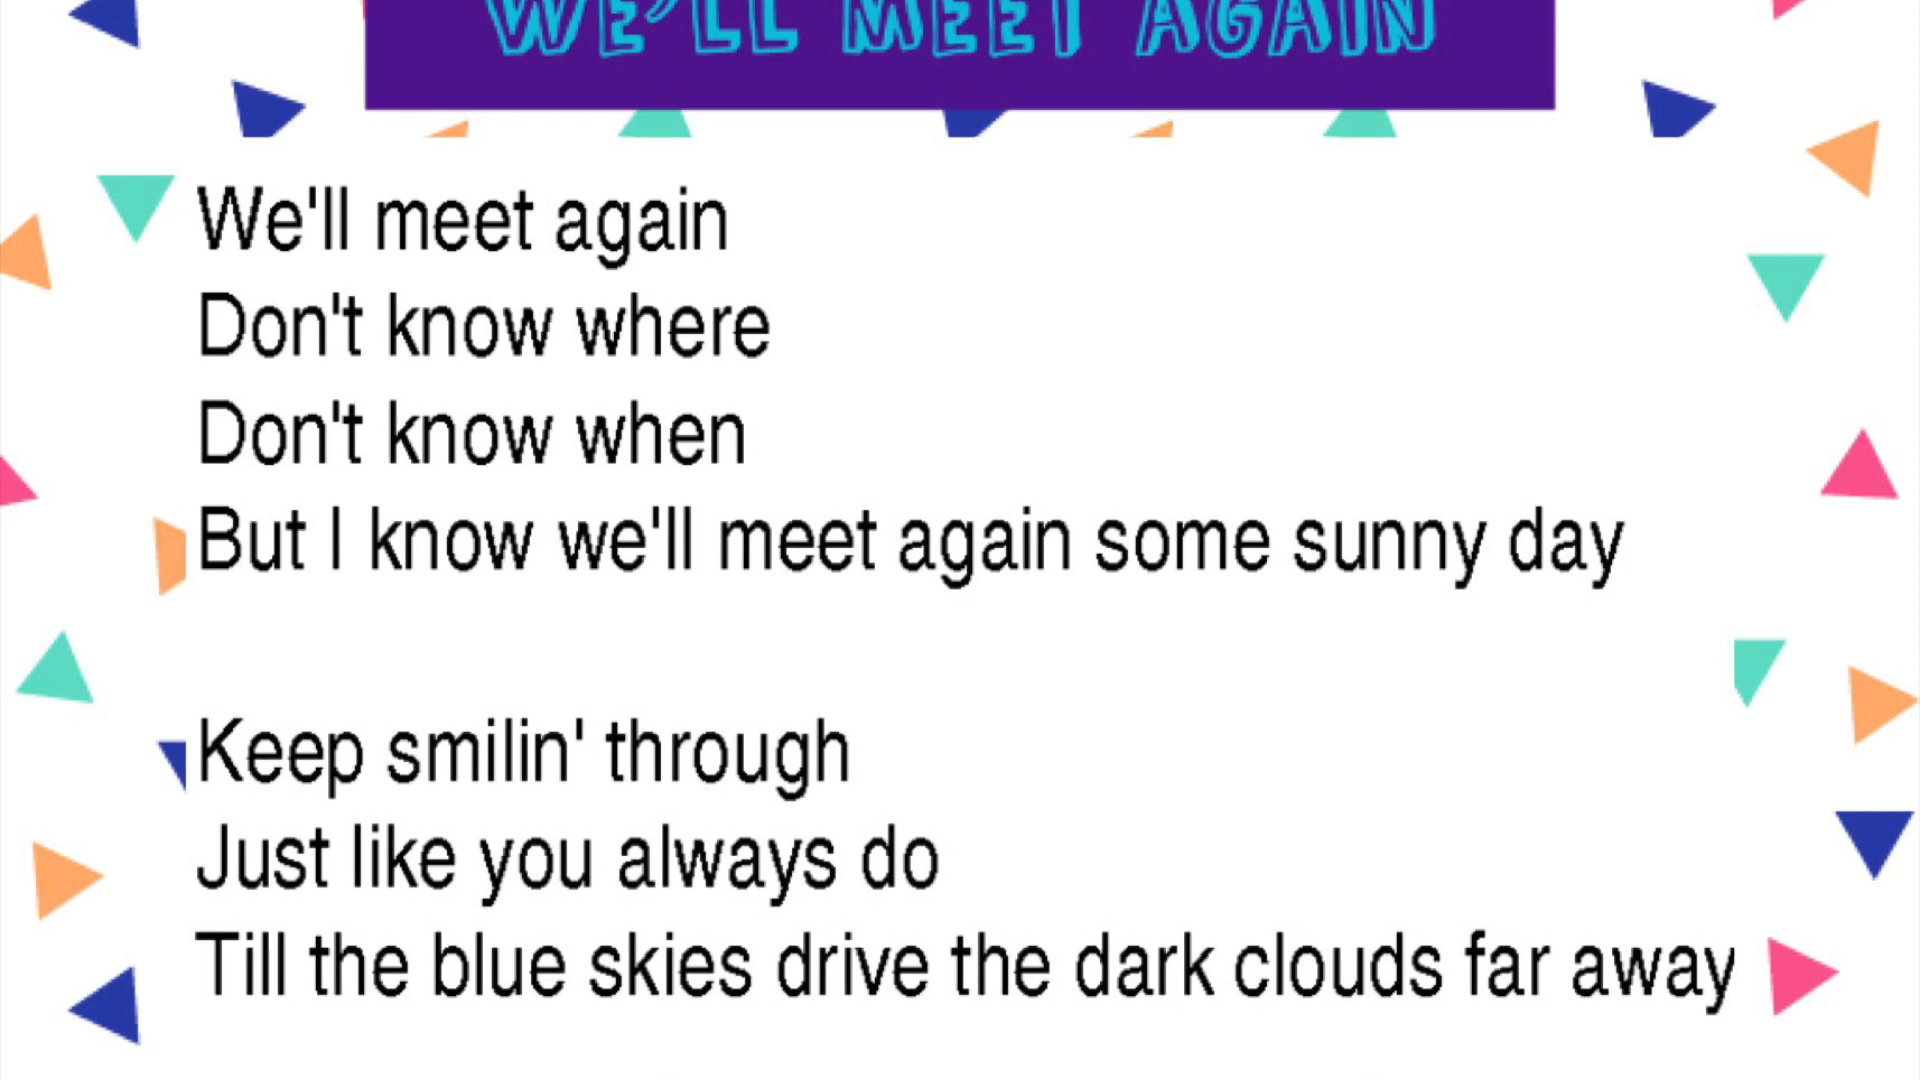 WE'LL MEET AGAIN
We'll meet again
Don't know where
Don't know when
But I know we'll meet again some sunny day
Keep smilin' through
Just like you always do
Till the blue skies drive the dark clouds far away